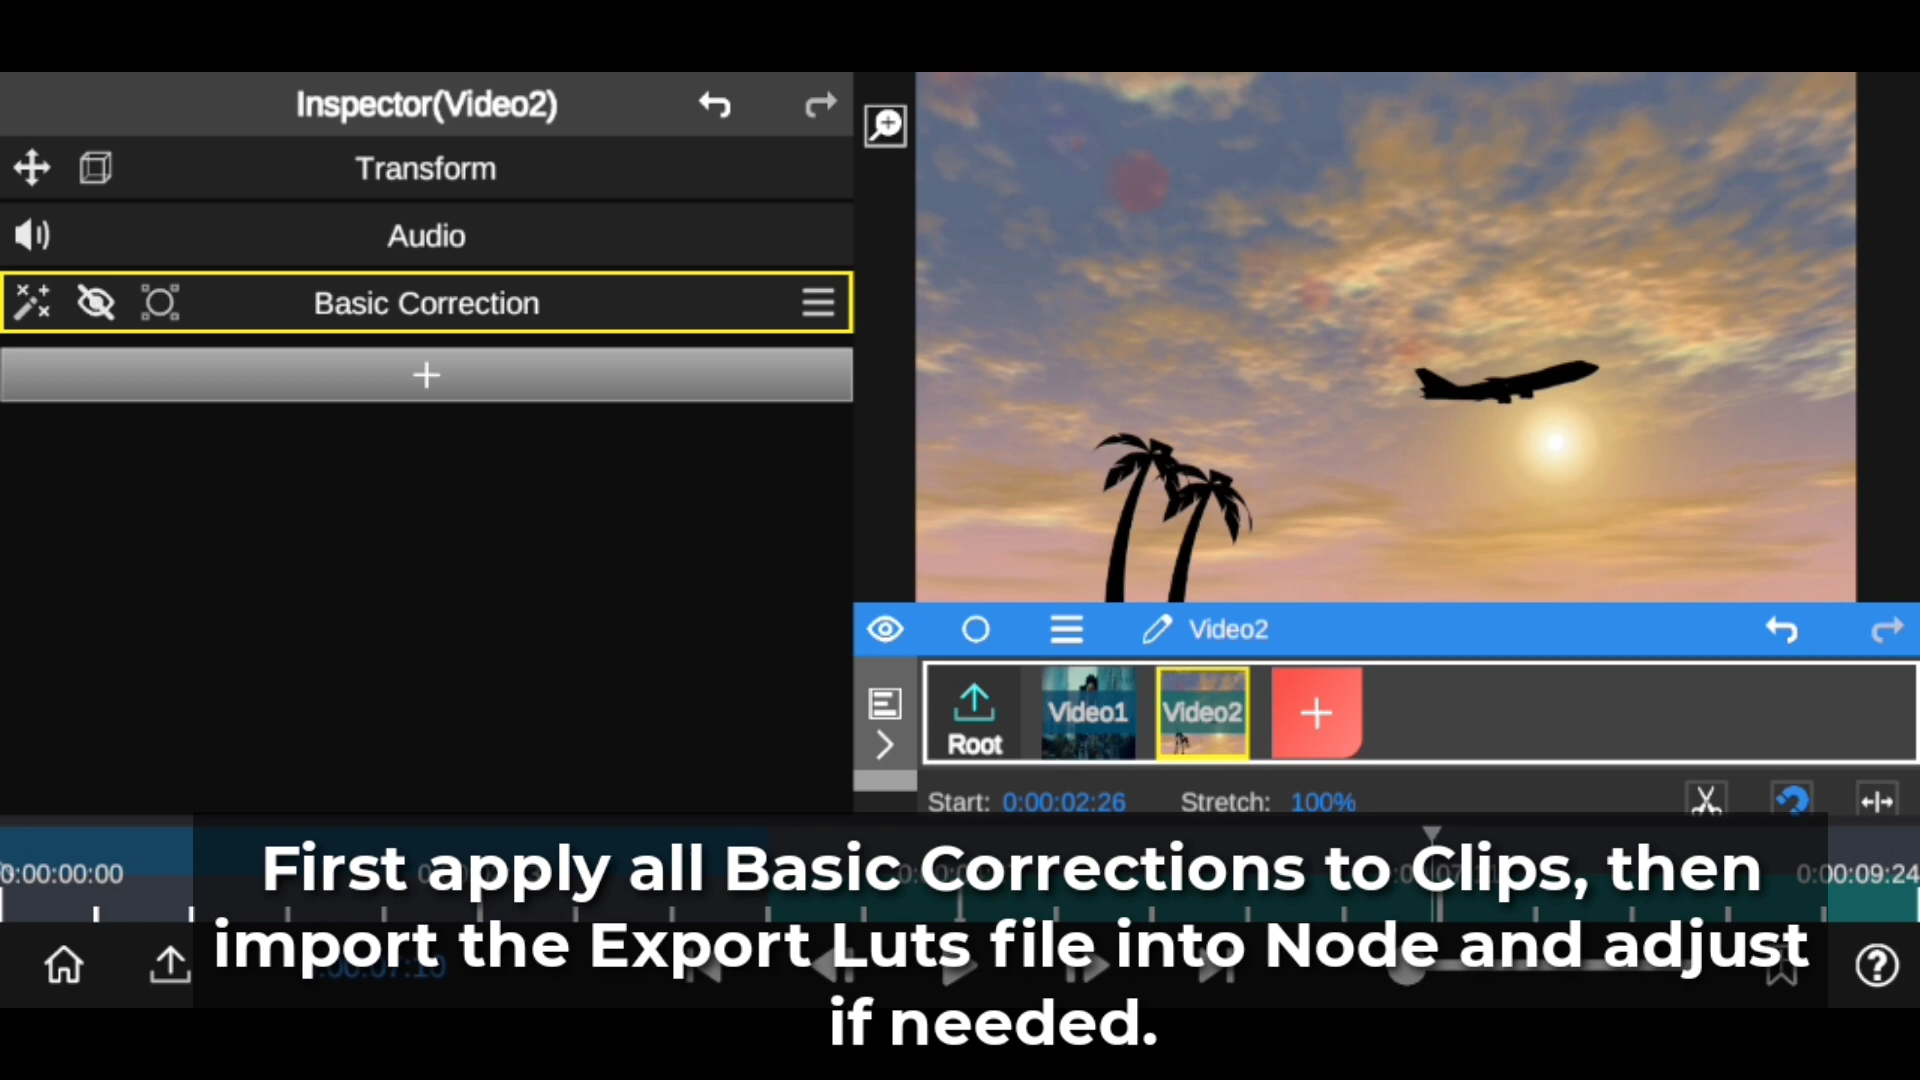 Inspector(Video2)
Transform
Audio
Basic Correction
Video2
Root
Video1
Video2
Start: 0:00:02:26 Stretch: 100%
0:00:00:00
0:00:09:24
First apply all Basic Corrections to Clips, then
import the Export Luts file into Node and adjust
if needed.